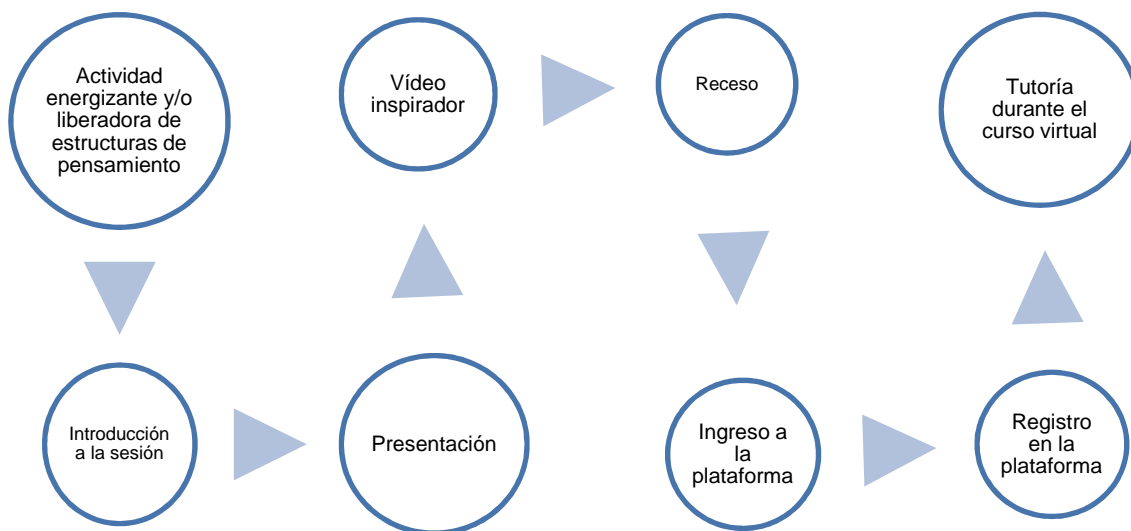 Actividad
energizante y/o
liberadora de
estructuras de
pensamiento
Introducción
a la sesión
Presentación
Vídeo
inspirador
Receso
Ingreso a
la
plataforma
Registro
en la
plataforma
Tutoría
durante el
curso virtual